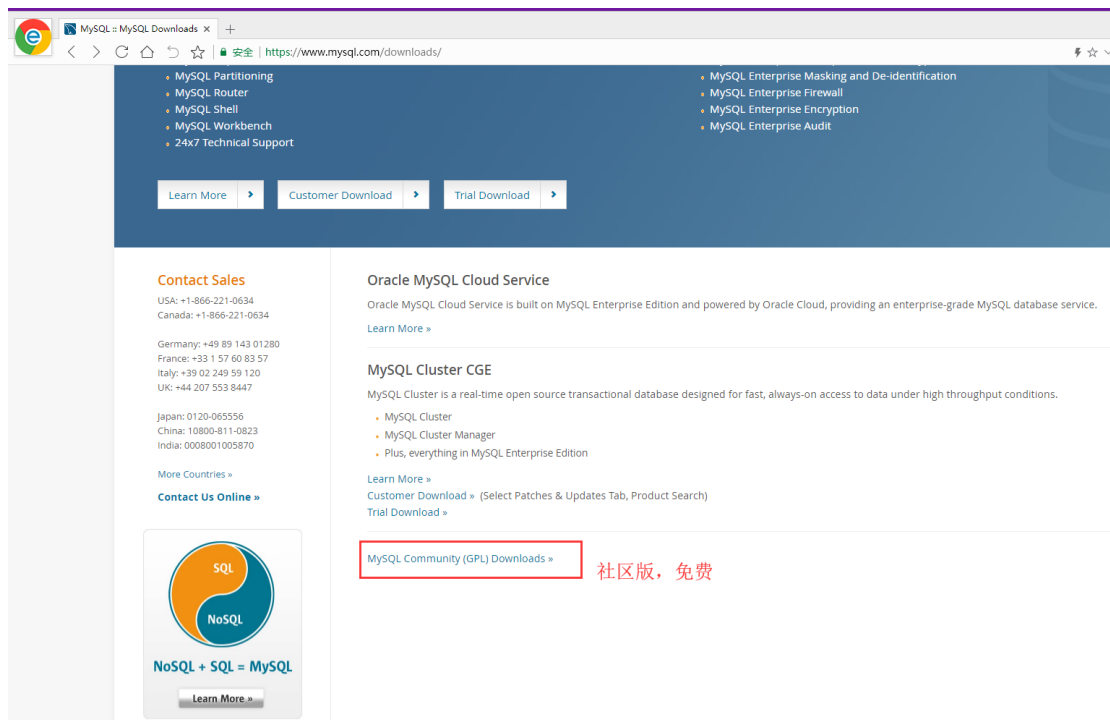 MySQL :: MySQL Downloads
安全
https://www.mysql.com/downloads/
MySQL Partitioning
MySQL Router
MySQL Shell
MySQL Workbench
24x7 Technical Support
MySQL Enterprise Masking and De-identification
MySQL Enterprise Firewall
MySQL Enterprise Encryption
MySQL Enterprise Audit
Learn More
Customer Download
Trial Download
Contact Sales
USA: +1-866-221-0634
Canada: +1-866-221-0634
Germany: +49 89 143 01280
France: +33 1 57 60 83 57
Italy: +39 02 249 59 120
UK: +44 207 553 8447
Japan: 0120-065556
China: 10800-811-0823
India: 0008001005870
More Countries »
Contact Us Online »
SQL
NoSQL
NoSQL + SQL = MySQL
Learn More »
Oracle MySQL Cloud Service
Oracle MySQL Cloud Service is built on MySQL Enterprise Edition and powered by Oracle Cloud, providing an enterprise-grade MySQL database service.
Learn More »
MySQL Cluster CGE
MySQL Cluster is a real-time open source transactional database designed for fast, always-on access to data under high throughput conditions.
MySQL Cluster
MySQL Cluster Manager
Plus, everything in MySQL Enterprise Edition
Learn More »
Customer Download » (Select Patches & Updates Tab, Product Search)
Trial Download »
MySQL Community (GPL) Downloads »
社区版，免费